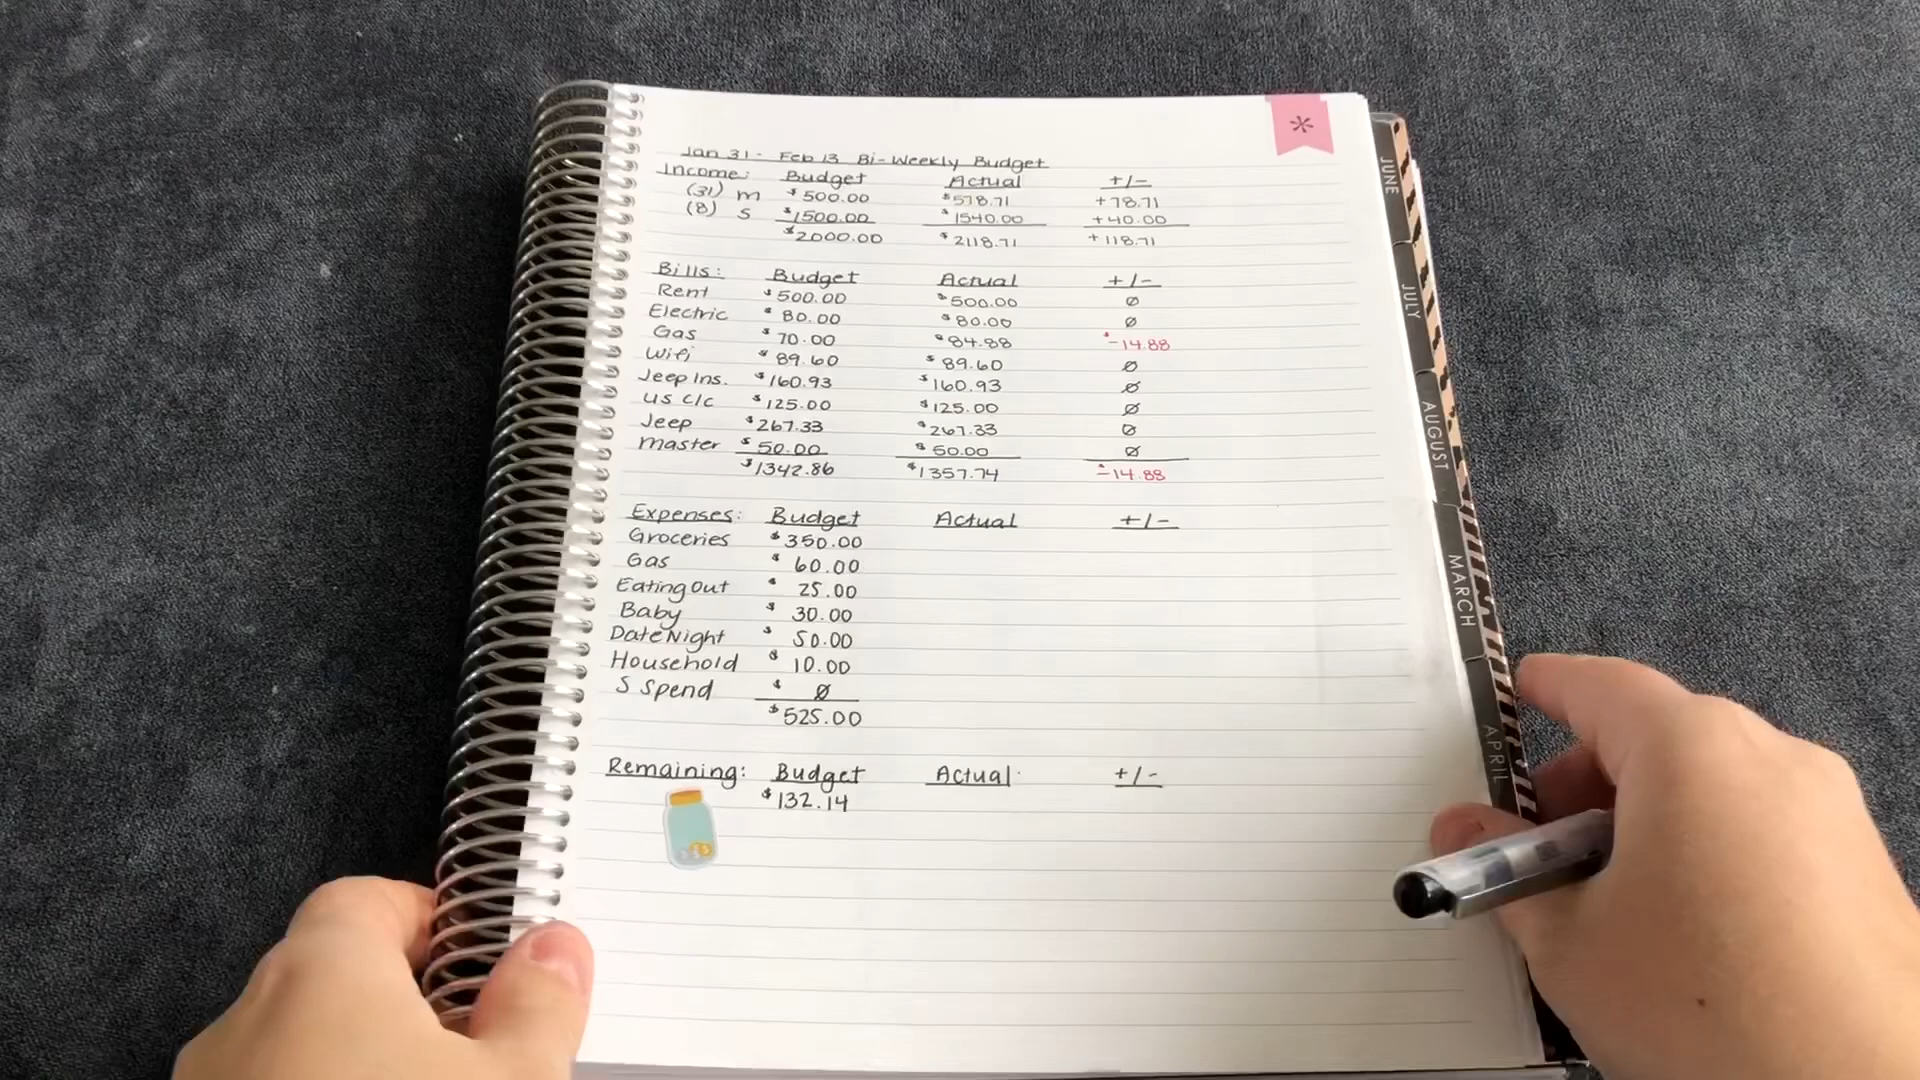 *
Jan 31 - Feb 13 Bi-Weekly Budget
Income: Budget Actual +/-
(31) m $500.00 $578.71 +78.71
(8) S $1500.00 $1540.00 +40.00
$2000.00 $2118.71 +118.71
Bills: Budget Actual +/-
Rent $500.00 $500.00 Ø
Electric $80.00 $80.00 Ø
Gas $70.00 $84.88 $-14.88
Wifi $89.60 $89.60 Ø
Jeep Ins. $160.93 $160.93 Ø
US C/C $125.00 $125.00 Ø
Jeep $267.33 $267.33 Ø
Master $50.00 $50.00 Ø
$1342.86 $1357.74 $-14.88
Expenses: Budget Actual +/-
Groceries $350.00
Gas $60.00
Eating Out $25.00
Baby $30.00
Date Night $50.00
Household $10.00
S Spend $ Ø
$525.00
Remaining: Budget Actual +/-
$132.14
JUNE
JULY
AUGUST
MARCH
APRIL